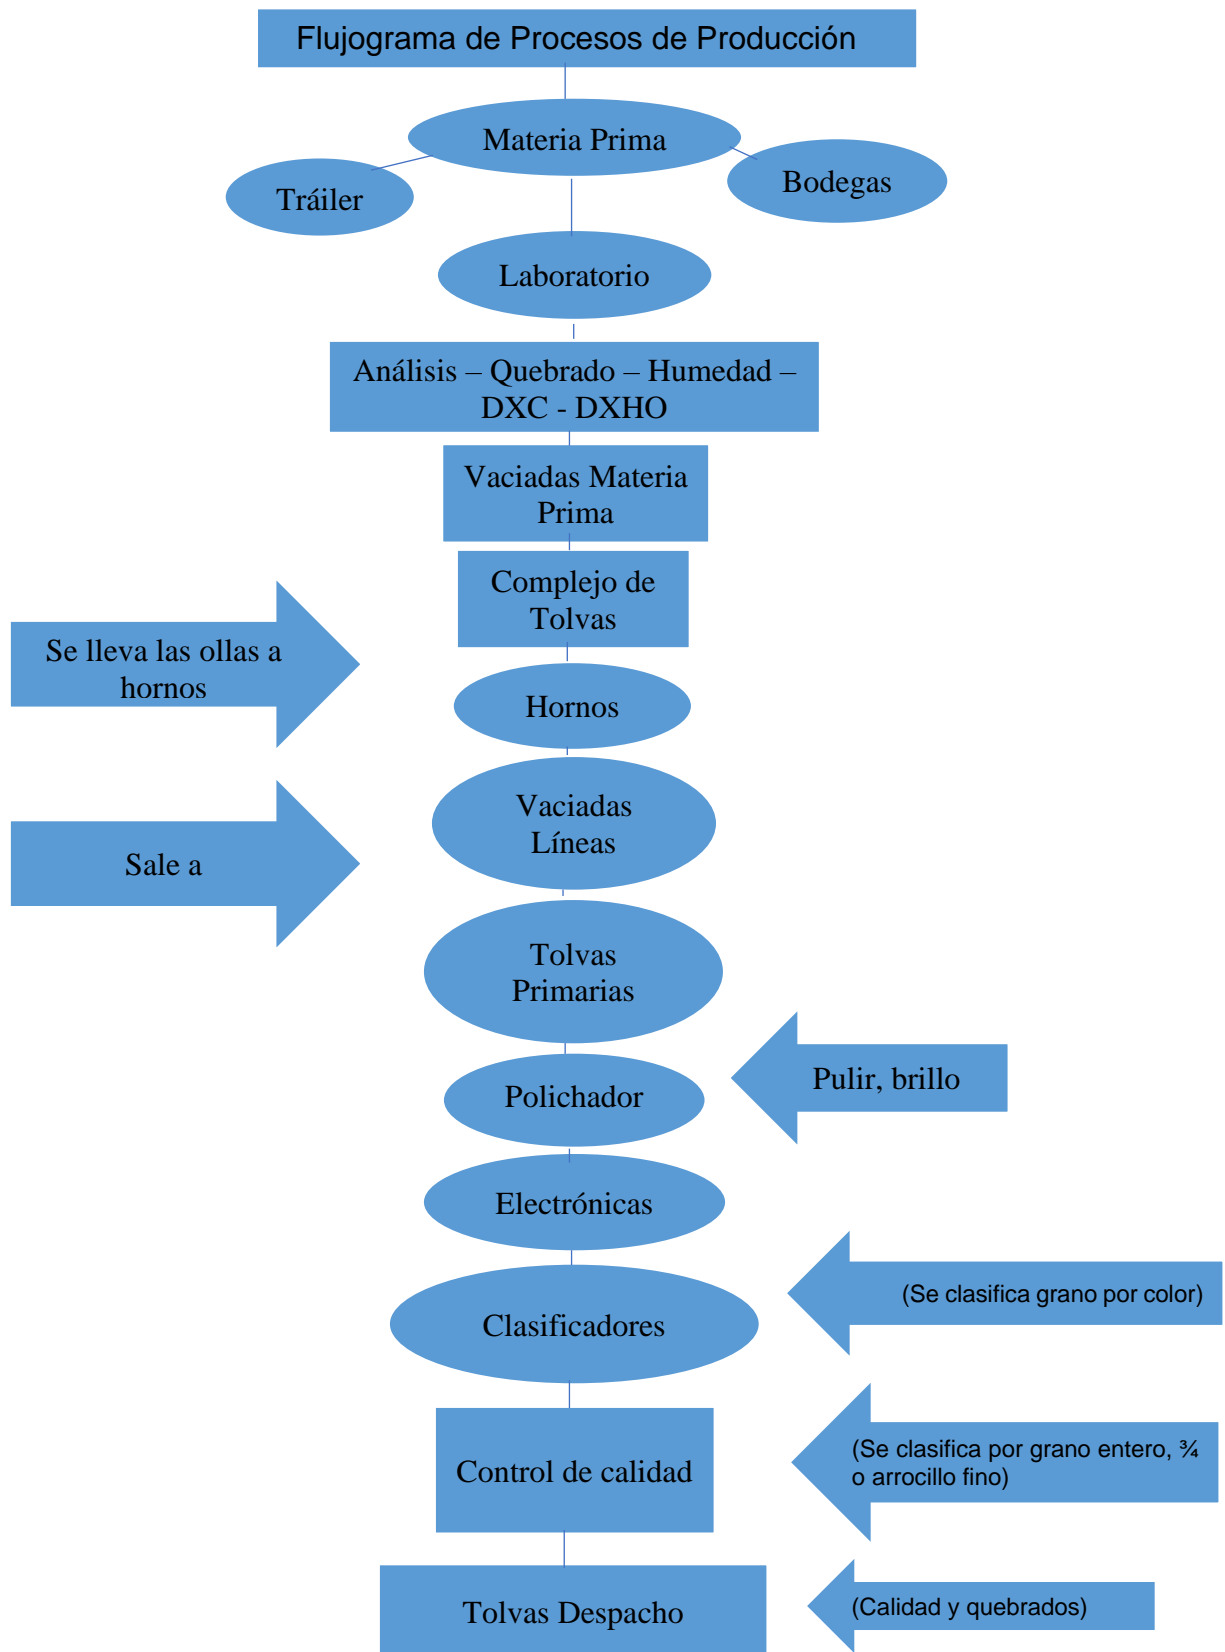 Flujograma de Procesos de Producción
Materia Prima
Tráiler
Bodegas
Laboratorio
Análisis – Quebrado – Humedad –
DXC - DXHO
Vaciadas Materia
Prima
Complejo de
Tolvas
Se lleva las ollas a
hornos
Hornos
Vaciadas
Líneas
Sale a
Tolvas
Primarias
Polichador
Pulir, brillo
Electrónicas
Clasificadores
(Se clasifica grano por color)
Control de calidad
(Se clasifica por grano entero, ¾
o arrocillo fino)
Tolvas Despacho
(Calidad y quebrados)